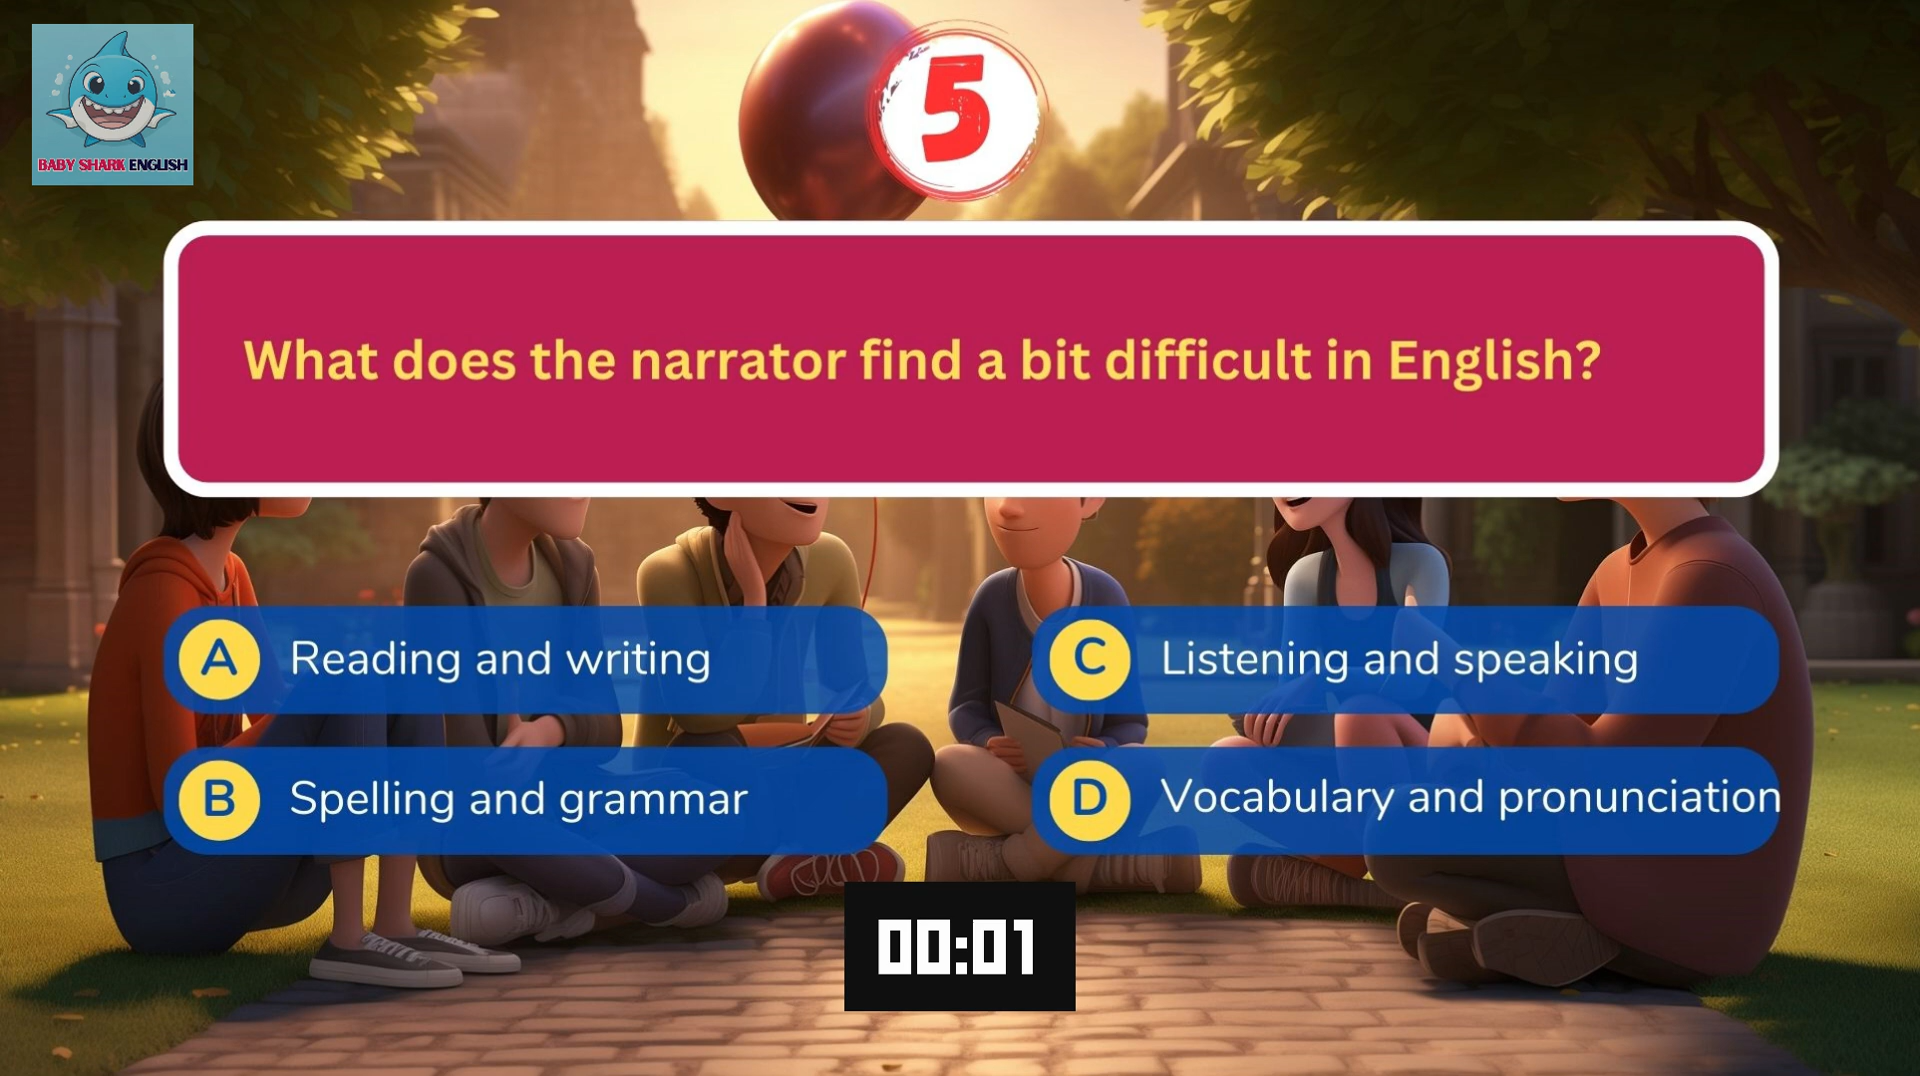 BABY SHARK ENGLISH
5
What does the narrator find a bit difficult in English?
A Reading and writing
B Spelling and grammar
C Listening and speaking
D Vocabulary and pronunciation
00:01